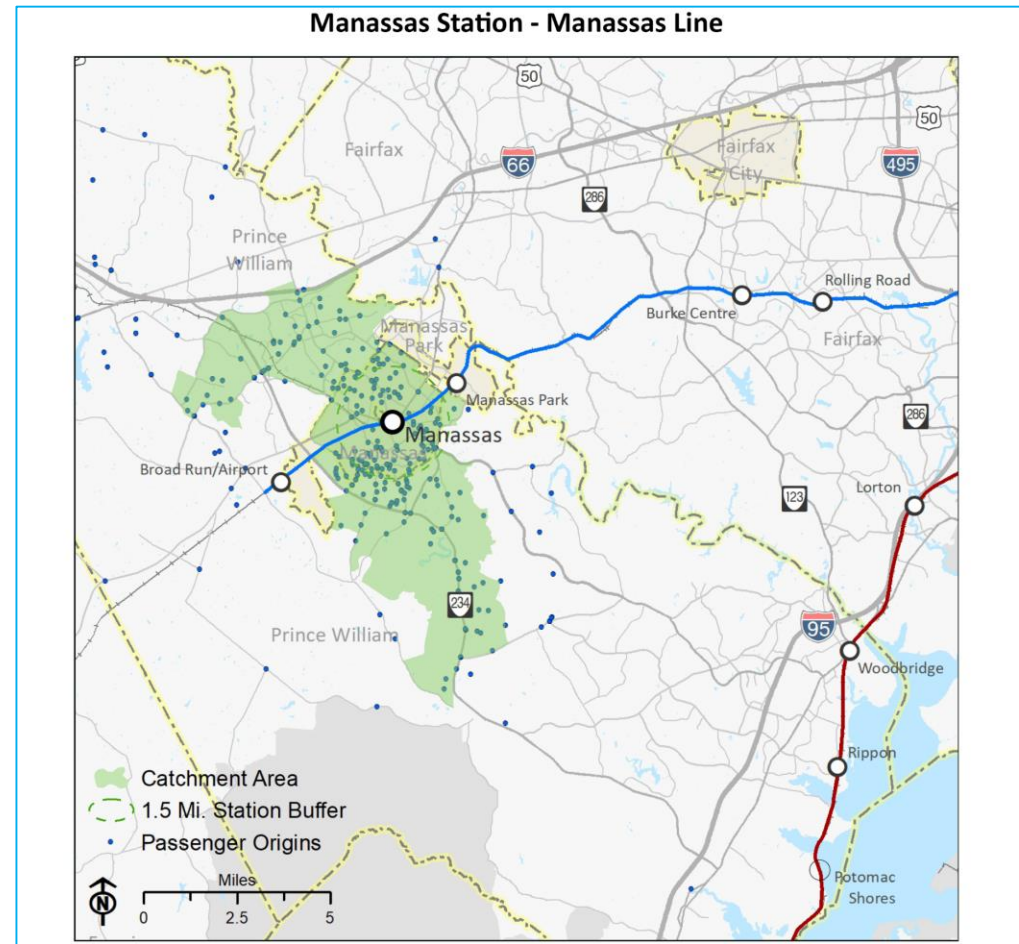 Manassas Station - Manassas Line
50
50
Fairfax
66
Fairfax
City
495
286
Prince
William
Rolling Road
Burke Centre
Manassas
Park
Fairfax
Manassas Park
286
Manassas
Manassas
Broad Run/Airport
123
Lorton
234
95
Prince William
Woodbridge
Rippon
Catchment Area
1.5 Mi. Station Buffer
Passenger Origins
Potomac
Shores
Miles
N
0 2.5 5